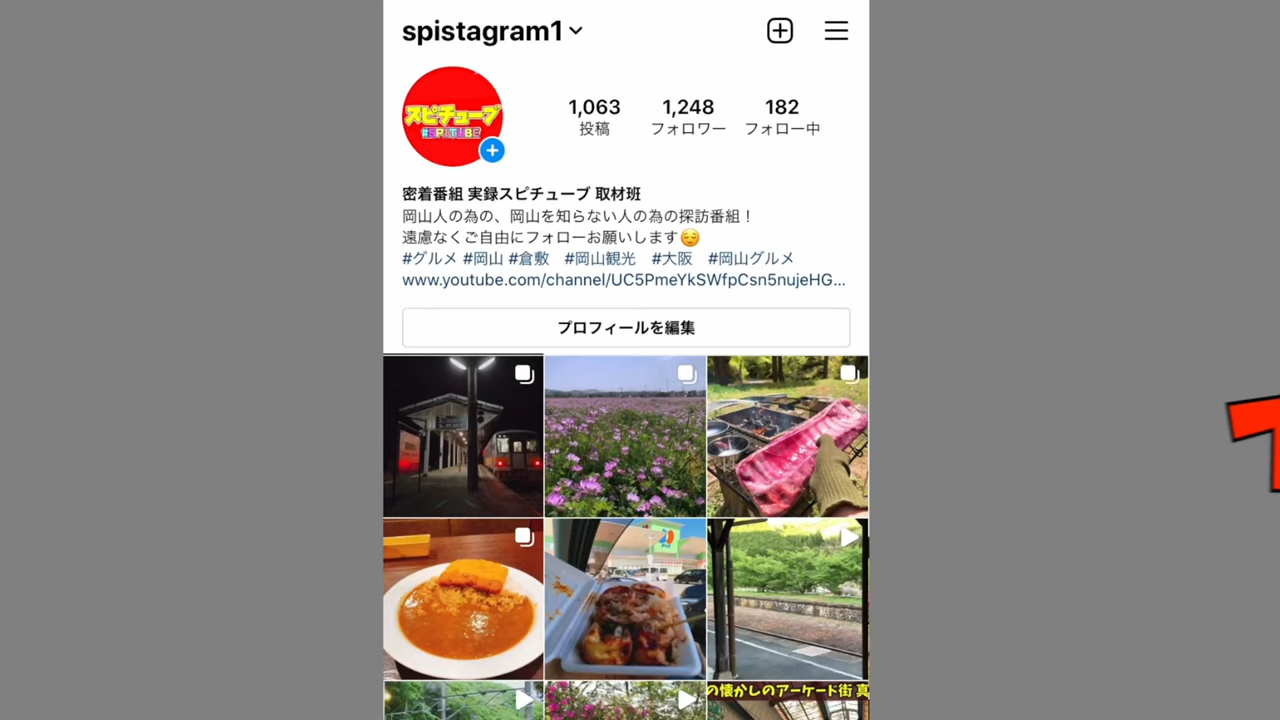 spistagram1
スピチューブ
#SPITUBE
1,063
投稿
1,248
フォロワー
182
フォロー中
密着番組 実録スピチューブ 取材班
岡山人の為の、岡山を知らない人の為の探訪番組！
遠慮なくご自由にフォローお願いします😌
#グルメ #岡山 #倉敷　#岡山観光　#大阪　#岡山グルメ
www.youtube.com/channel/UC5PmeYkSWfpCsn5nujeHG...
プロフィールを編集
の懐かしのアーケード街 真